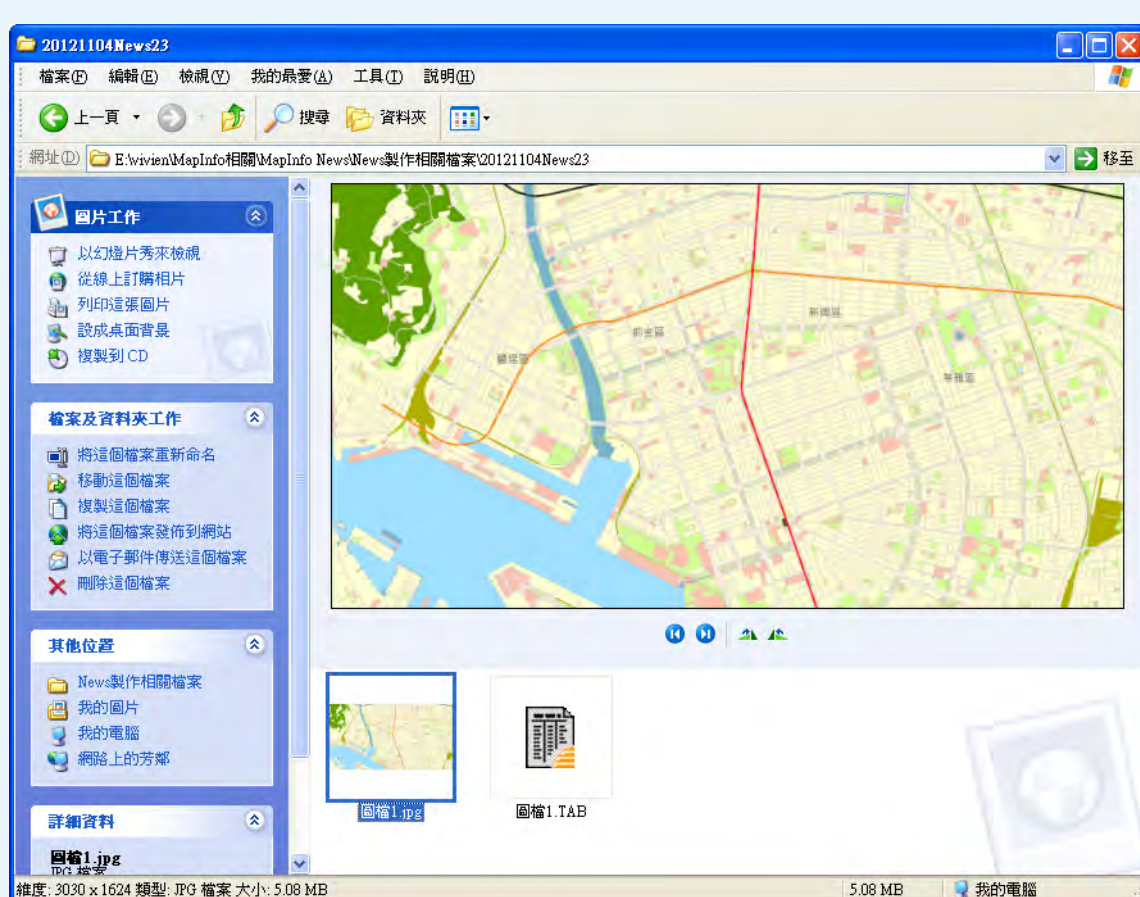 20121104News23
檔案(F) 編輯(E) 檢視(V) 我的最愛(A) 工具(T) 說明(H)
上一頁 搜尋 資料夾
網址(D) E:\vivien\MapInfo相關\MapInfo News\News製作相關檔案\20121104News23 移至
圖片工作
以幻燈片秀來檢視
從線上訂購相片
列印這張圖片
設成桌面背景
複製到 CD
檔案及資料夾工作
將這個檔案重新命名
移動這個檔案
複製這個檔案
將這個檔案發佈到網站
以電子郵件傳送這個檔案
刪除這個檔案
其他位置
News製作相關檔案
我的圖片
我的電腦
網路上的芳鄰
詳細資料
圖檔1.jpg
JPG 檔案
新興區
前金區
鹽埕區
苓雅區
圖檔1.jpg
圖檔1.TAB
維度: 3030 x 1624 類型: JPG 檔案 大小: 5.08 MB 5.08 MB 我的電腦